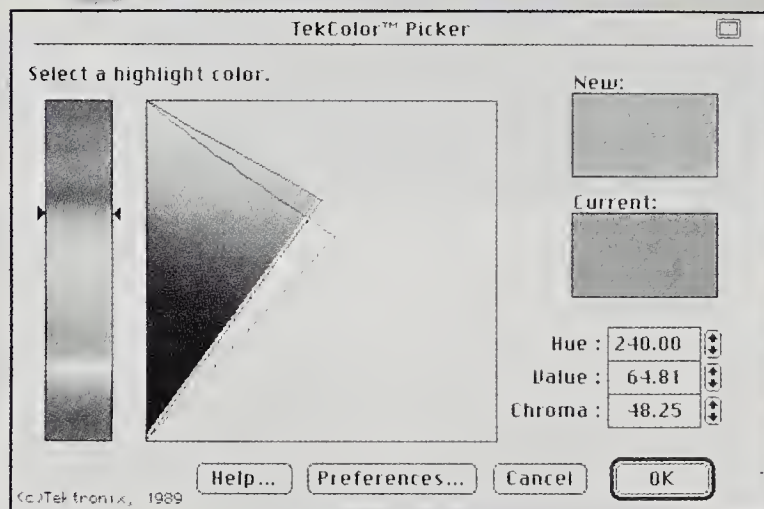 TekColor™ Picker
Select a highlight color.
New:
Current:
Hue : 240.00
Value : 64.81
Chroma : 48.25
Help...
Preferences...
Cancel
OK
(c)Tektronix, 1989